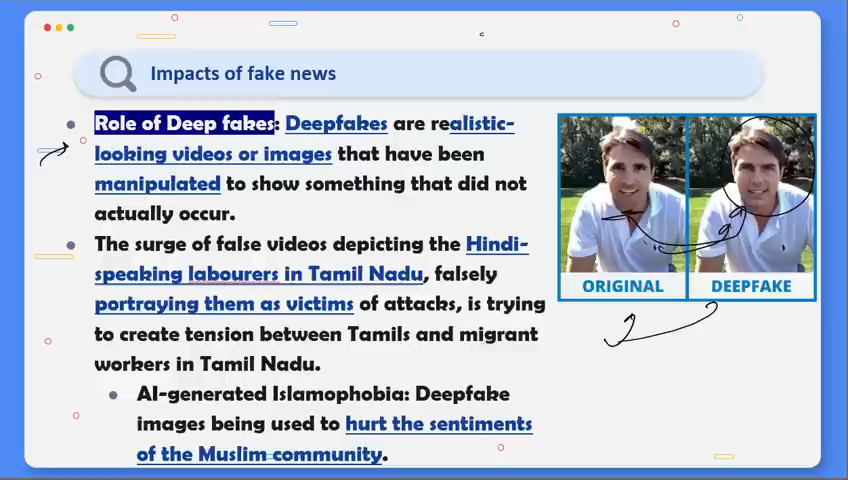 Impacts of fake news
Role of Deep fakes: Deepfakes are realistic-
looking videos or images that have been
manipulated to show something that did not
actually occur.
The surge of false videos depicting the Hindi-
speaking labourers in Tamil Nadu, falsely
portraying them as victims of attacks, is trying
to create tension between Tamils and migrant
workers in Tamil Nadu.
AI-generated Islamophobia: Deepfake
images being used to hurt the sentiments
of the Muslim community.
ORIGINAL
DEEPFAKE